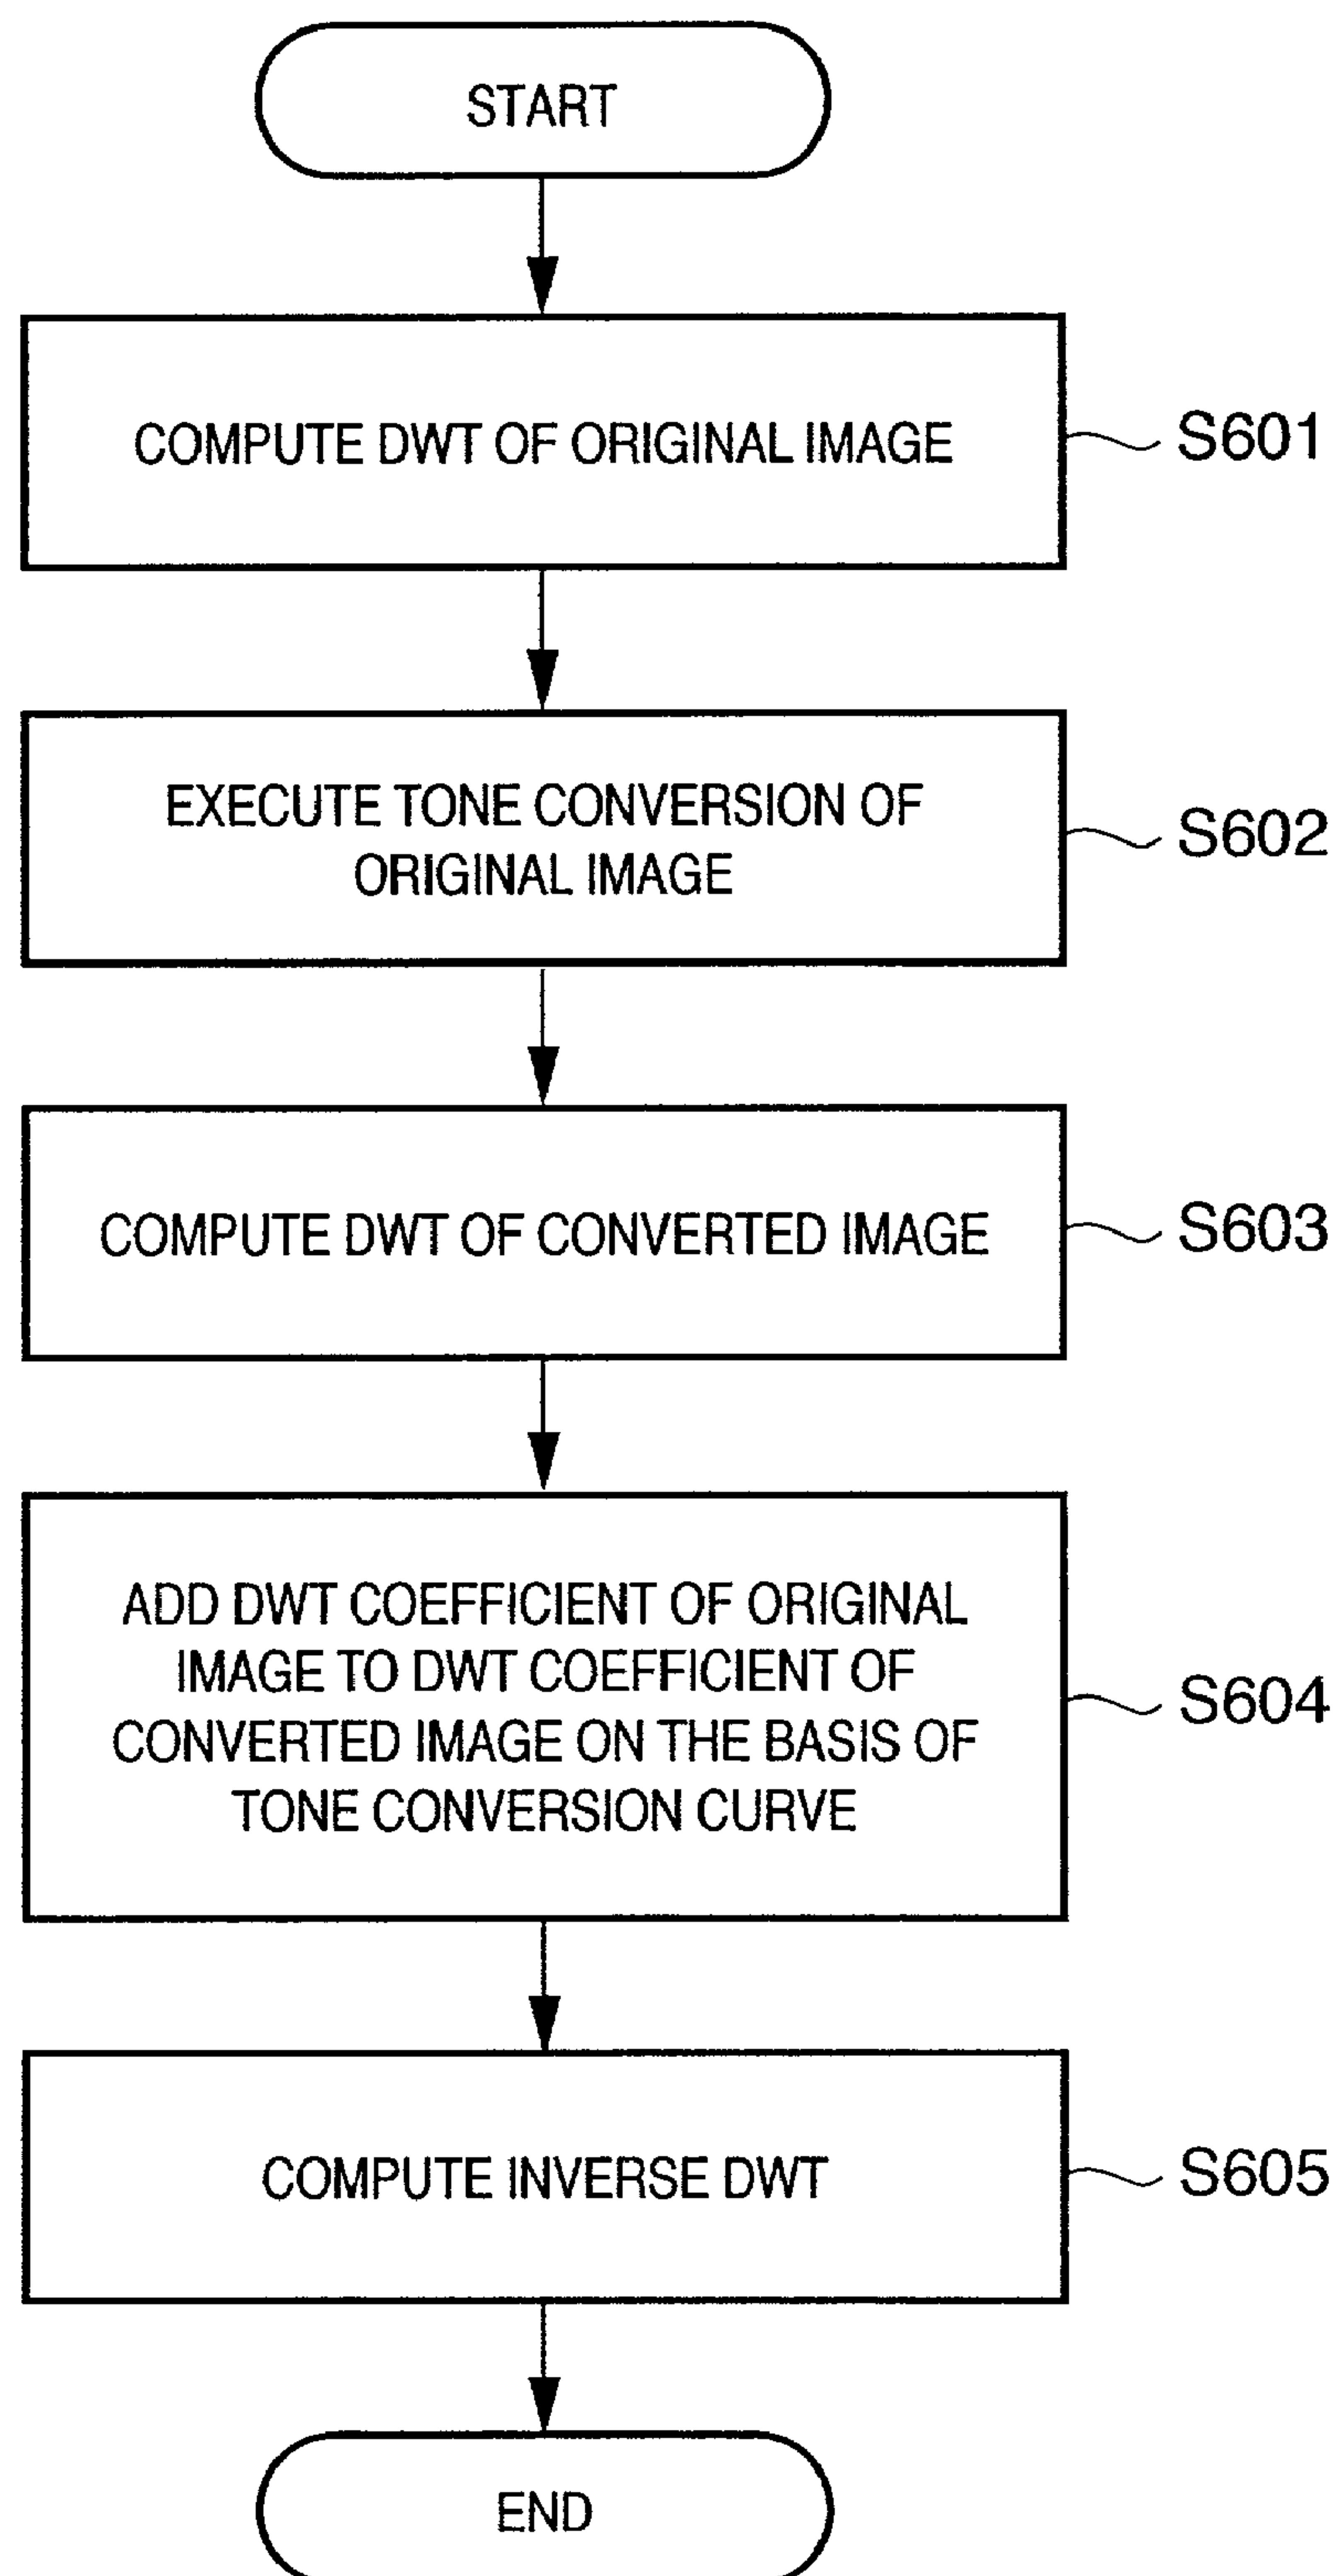 START
COMPUTE DWT OF ORIGINAL IMAGE
S601
EXECUTE TONE CONVERSION OF
ORIGINAL IMAGE
S602
COMPUTE DWT OF CONVERTED IMAGE
S603
ADD DWT COEFFICIENT OF ORIGINAL
IMAGE TO DWT COEFFICIENT OF
CONVERTED IMAGE ON THE BASIS OF
TONE CONVERSION CURVE
S604
COMPUTE INVERSE DWT
S605
END